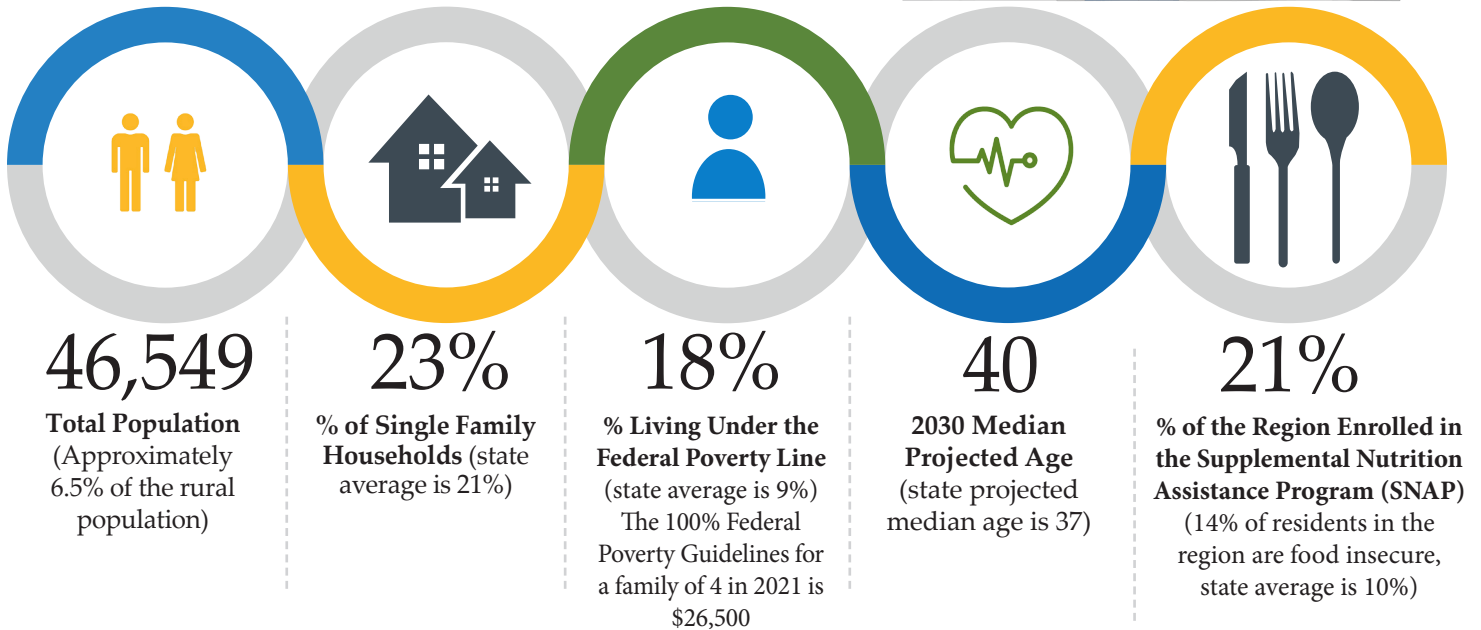 46,549
Total Population
(Approximately
6.5% of the rural
population)
23%
% of Single Family
Households (state
average is 21%)
18%
% Living Under the
Federal Poverty Line
(state average is 9%)
The 100% Federal
Poverty Guidelines for
a family of 4 in 2021 is
$26,500
40
2030 Median
Projected Age
(state projected
median age is 37)
21%
% of the Region Enrolled in
the Supplemental Nutrition
Assistance Program (SNAP)
(14% of residents in the
region are food insecure,
state average is 10%)